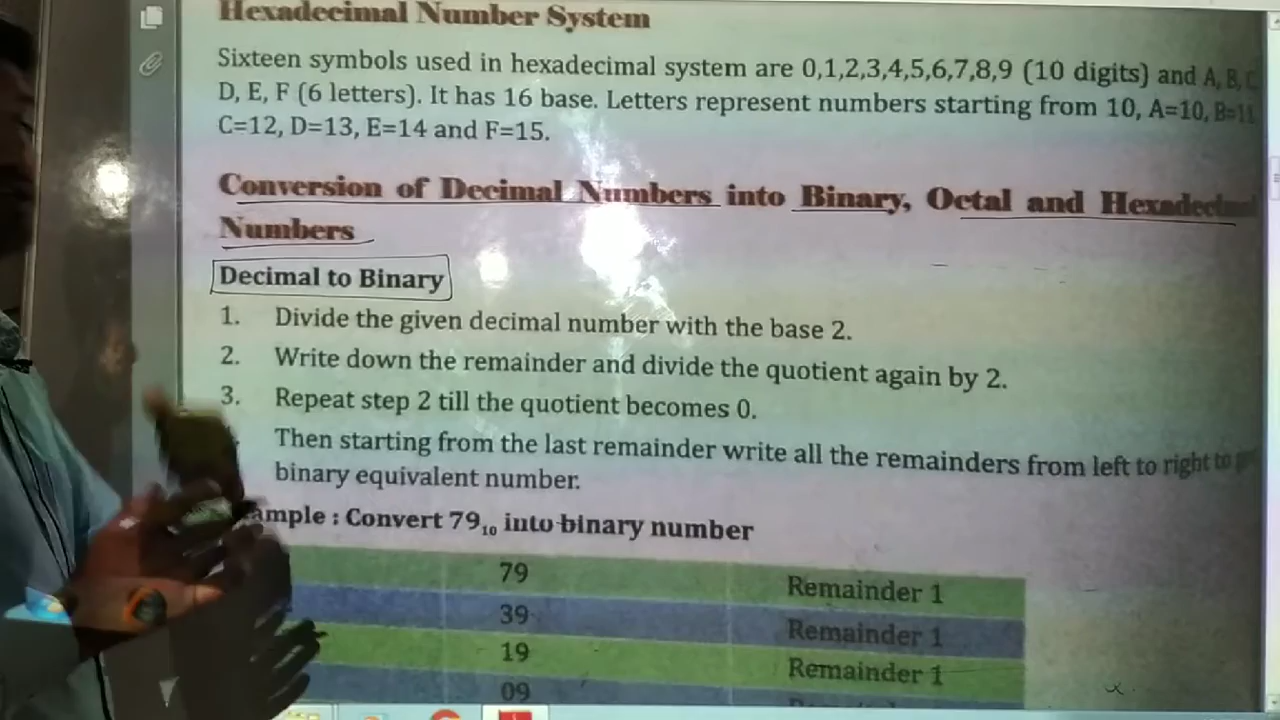 Hexadecimal Number System
Sixteen symbols used in hexadecimal system are 0,1,2,3,4,5,6,7,8,9 (10 digits) and A, B, C
D, E, F (6 letters). It has 16 base. Letters represent numbers starting from 10, A=10, B=11
C=12, D=13, E=14 and F=15.
Conversion of Decimal Numbers into Binary, Octal and Hexadecimal
Numbers
Decimal to Binary
1. Divide the given decimal number with the base 2.
2. Write down the remainder and divide the quotient again by 2.
3. Repeat step 2 till the quotient becomes 0.
Then starting from the last remainder write all the remainders from left to right to
binary equivalent number.
ample : Convert 79₁₀ into binary number
79 Remainder 1
39 Remainder 1
19 Remainder 1
09